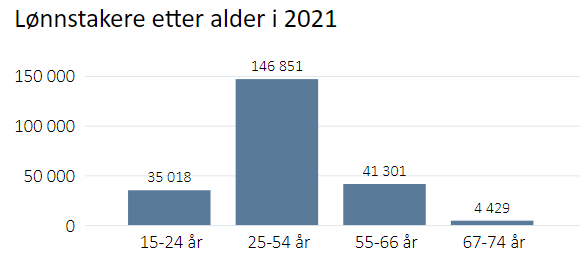 Lønnstakere etter alder i 2021
146 851
150 000
100 000
35 018
41 301
50 000
4 429
0
15-24 år
25-54 år
55-66 år
67-74 år